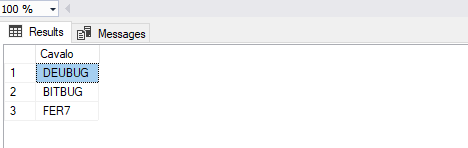 100 %
Results Messages
Cavalo
1 DEUBUG
2 BITBUG
3 FER7